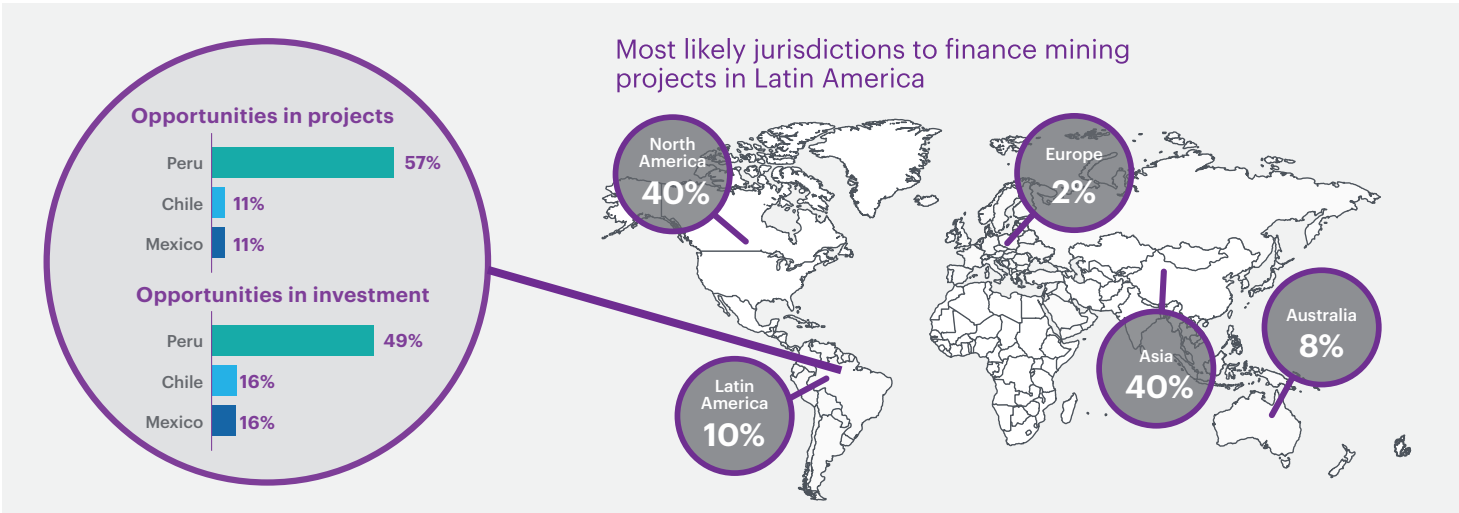 Opportunities in projects
Peru 57%
Chile 11%
Mexico 11%
Opportunities in investment
Peru 49%
Chile 16%
Mexico 16%
Most likely jurisdictions to finance mining
projects in Latin America
North
America
40%
Europe
2%
Latin
America
10%
Asia
40%
Australia
8%